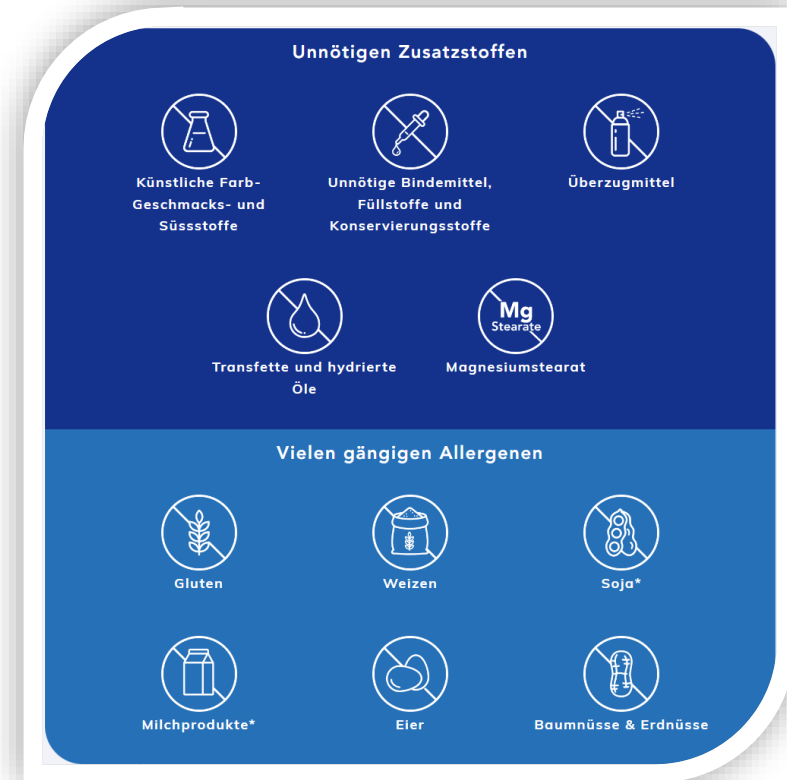 Unnötigen Zusatzstoffen
Künstliche Farb-
Geschmacks- und
Süssstoffe
Unnötige Bindemittel,
Füllstoffe und
Konservierungsstoffe
Überzugmittel
Mg
Stearate
Transfette und hydrierte
Öle
Magnesiumstearat
Vielen gängigen Allergenen
Gluten
Weizen
Soja*
Milchprodukte*
Eier
Baumnüsse & Erdnüsse